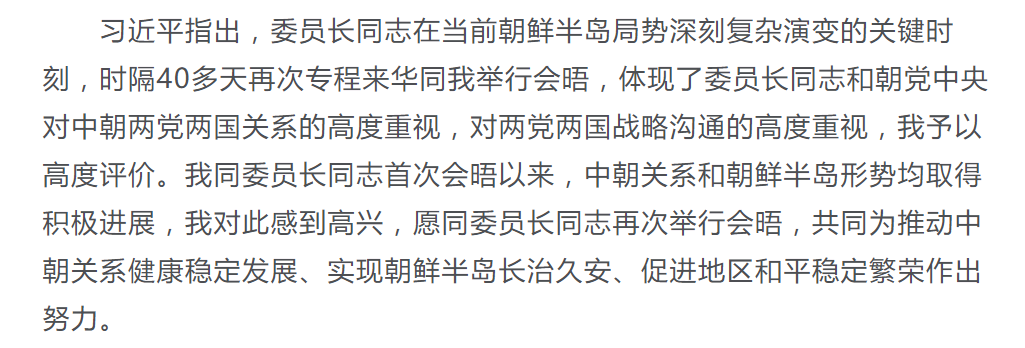 习近平指出，委员长同志在当前朝鲜半岛局势深刻复杂演变的关键时
刻，时隔40多天再次专程来华同我举行会晤，体现了委员长同志和朝党中央
对中朝两党两国关系的高度重视，对两党两国战略沟通的高度重视，我予以
高度评价。我同委员长同志首次会晤以来，中朝关系和朝鲜半岛形势均取得
积极进展，我对此感到高兴，愿同委员长同志再次举行会晤，共同为推动中
朝关系健康稳定发展、实现朝鲜半岛长治久安、促进地区和平稳定繁荣作出
努力。